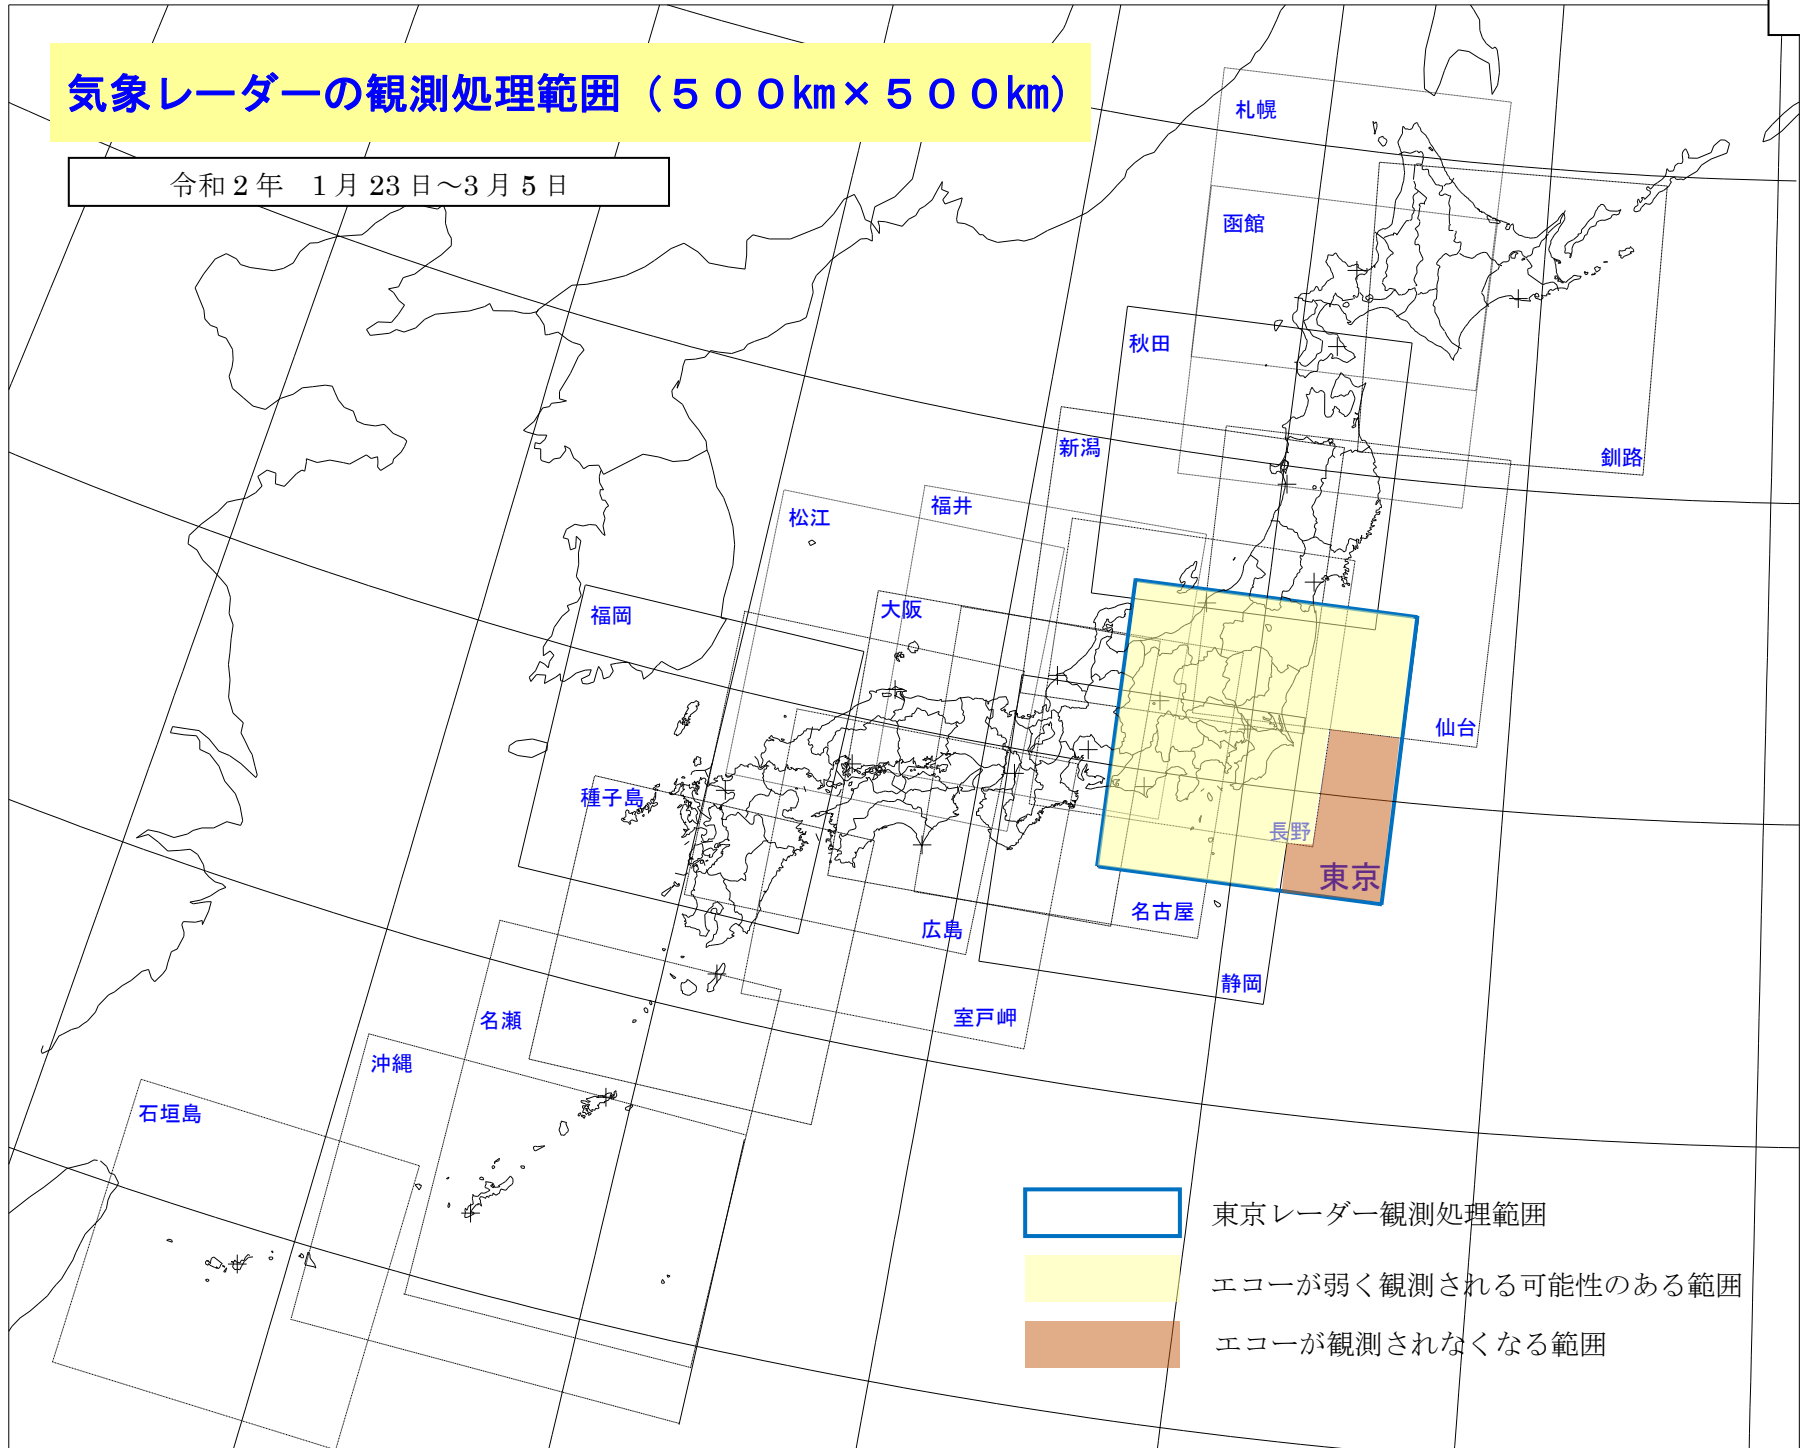 気象レーダーの観測処理範囲（５００㎞×５００㎞）
令和２年　1月23日～3月5日
札幌
函館
秋田
新潟
釧路
福井
松江
大阪
福岡
仙台
種子島
長野
東京
名古屋
広島
静岡
室戸岬
名瀬
沖縄
石垣島
東京レーダー観測処理範囲
エコーが弱く観測される可能性のある範囲
エコーが観測されなくなる範囲